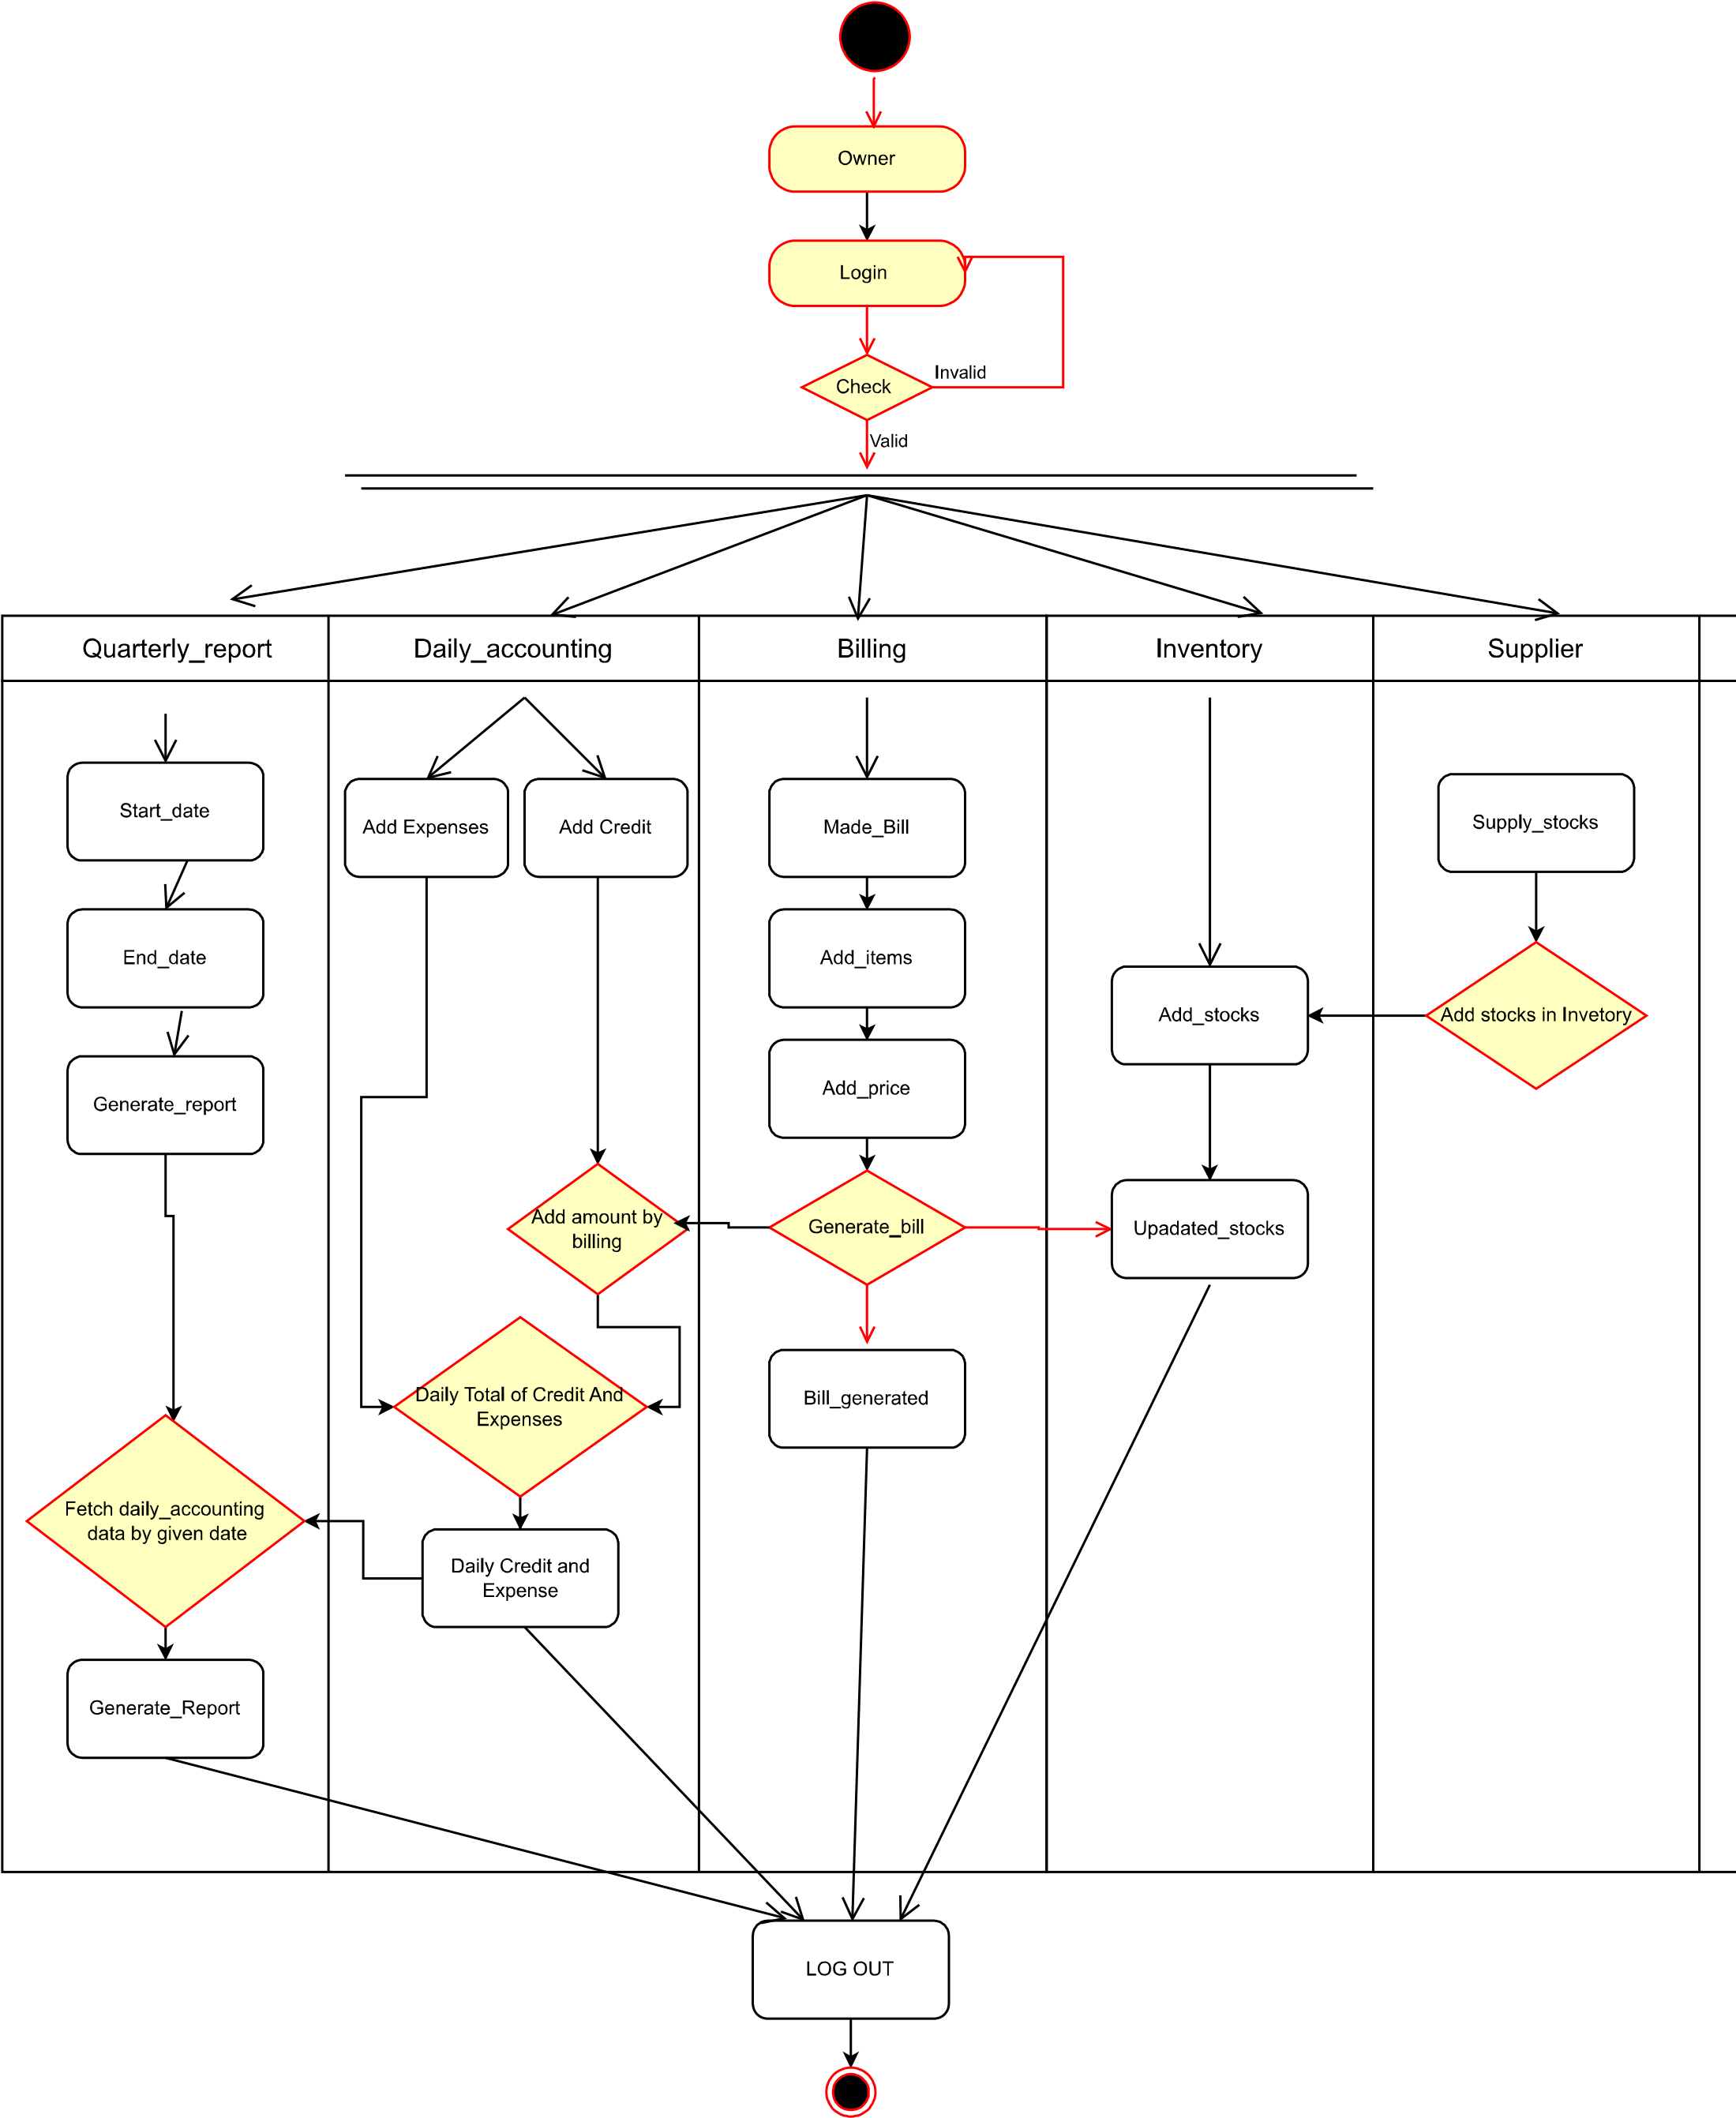 Owner
Login
Check
Invalid
Valid
Quarterly_report
Daily_accounting
Billing
Inventory
Supplier
Start_date
End_date
Generate_report
Fetch daily_accounting
data by given date
Generate_Report
Add Expenses
Add Credit
Add amount by
billing
Daily Total of Credit And
Expenses
Daily Credit and
Expense
Made_Bill
Add_items
Add_price
Generate_bill
Bill_generated
Add_stocks
Upadated_stocks
Supply_stocks
Add stocks in Invetory
LOG OUT